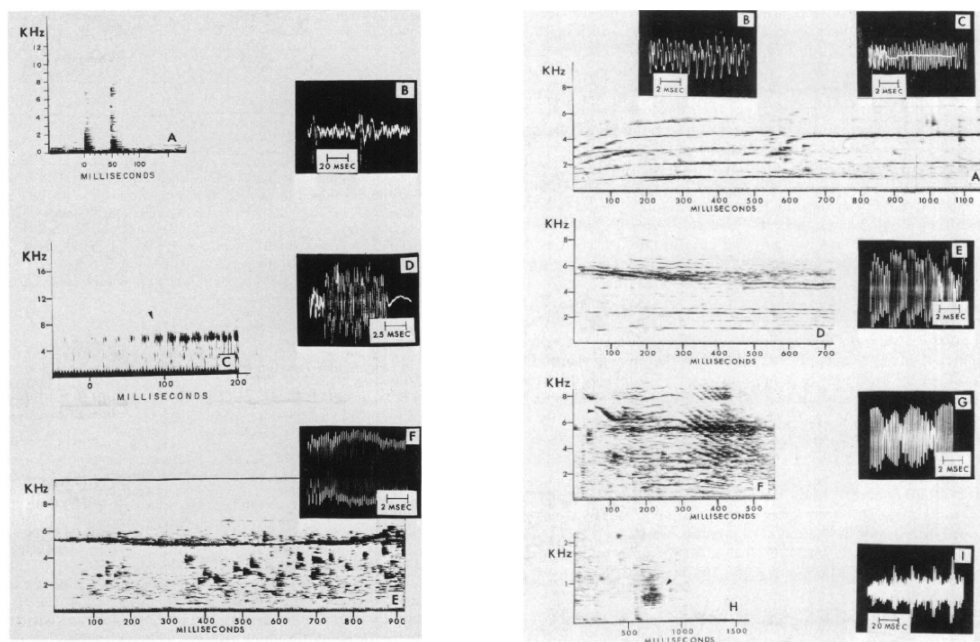 KHz
12
10
8
6
4
2
0
A
0
50
100
MILLISECONDS
B
20 MSEC
KHz
16
12
8
4
C
0
100
200
MILLISECONDS
D
2.5 MSEC
F
2 MSEC
KHz
8
6
4
2
E
100 200 300 400 500 600 700 800 900
MILLISECONDS
B
2 MSEC
C
2 MSEC
KHz
8
6
4
2
A
100 200 300 400 500 600 700 800 900 1000 1100
MILLISECONDS
KHz
8
6
4
2
D
100 200 300 400 500 600 700
MILLISECONDS
E
2 MSEC
KHz
8
6
4
2
F
100 200 300 400 500
MILLISECONDS
G
2 MSEC
KHz
2
1
H
500 1000 1500
MILLISECONDS
I
20 MSEC